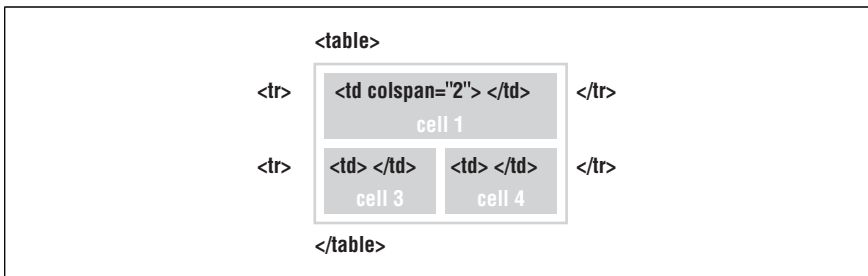 <table>
<tr> <td colspan="2"> </td> </tr>
cell 1
<tr> <td> </td> <td> </td> </tr>
cell 3 cell 4
</table>